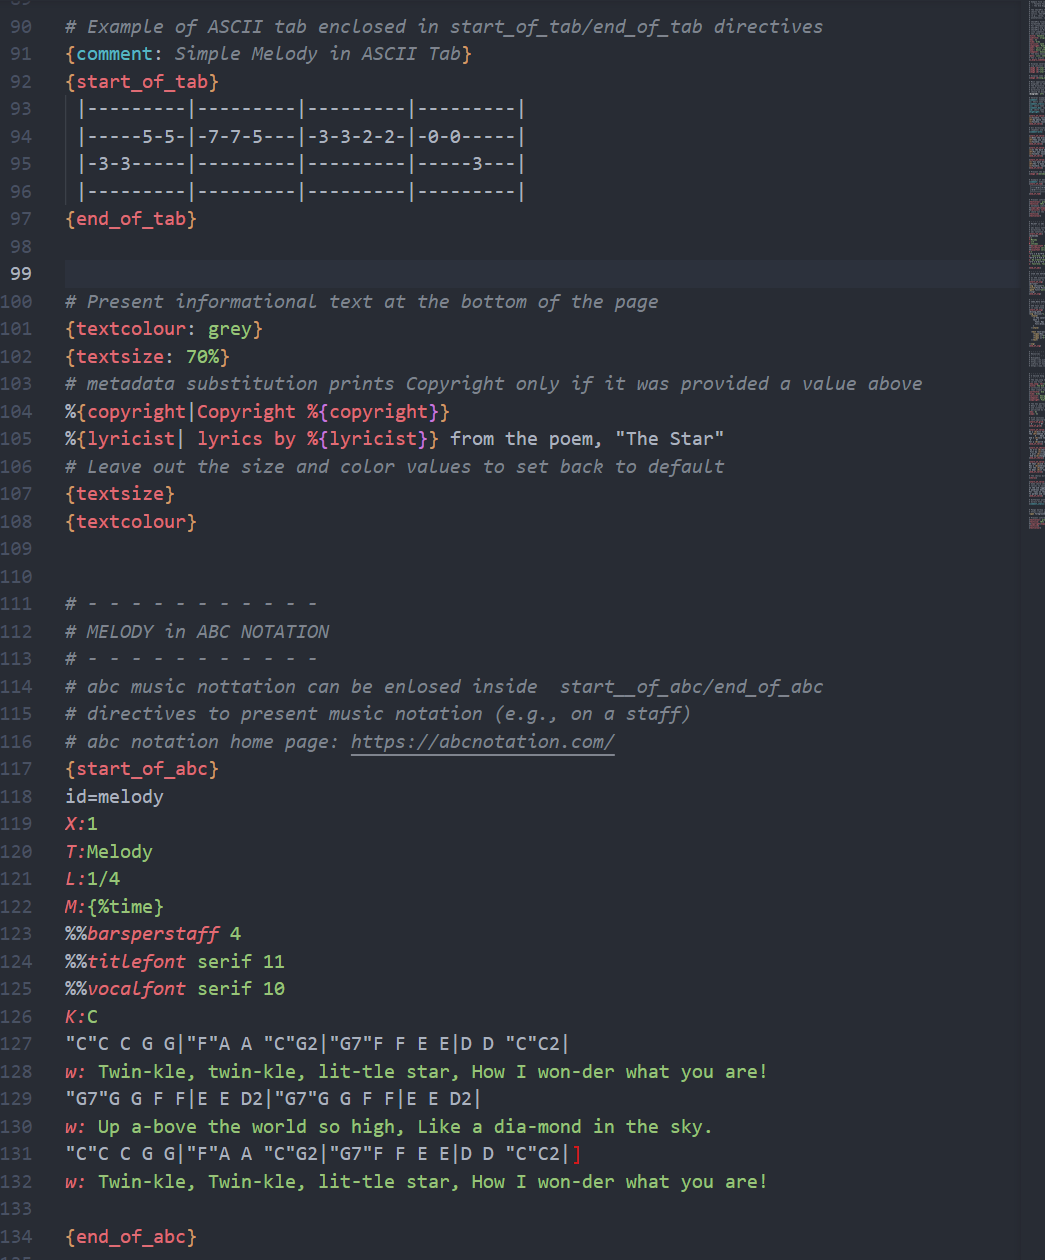 90 # Example of ASCII tab enclosed in start_of_tab/end_of_tab directives
91 {comment: Simple Melody in ASCII Tab}
92 {start_of_tab}
93 |---------|---------|---------|---------|
94 |-----5-5-|-7-7-5---|-3-3-2-2-|-0-0-----|
95 |-3-3-----|---------|---------|-----3---|
96 |---------|---------|---------|---------|
97 {end_of_tab}
98
99
100 # Present informational text at the bottom of the page
101 {textcolour: grey}
102 {textsize: 70%}
103 # metadata substitution prints Copyright only if it was provided a value above
104 %{copyright|Copyright %{copyright}}
105 %{lyricist| lyrics by %{lyricist}} from the poem, "The Star"
106 # Leave out the size and color values to set back to default
107 {textsize}
108 {textcolour}
109
110
111 # - - - - - - - - - - -
112 # MELODY in ABC NOTATION
113 # - - - - - - - - - - -
114 # abc music nottation can be enlosed inside  start__of_abc/end_of_abc
115 # directives to present music notation (e.g., on a staff)
116 # abc notation home page: https://abcnotation.com/
117 {start_of_abc}
118 id=melody
119 X:1
120 T:Melody
121 L:1/4
122 M:{%time}
123 %%barsperstaff 4
124 %%titlefont serif 11
125 %%vocalfont serif 10
126 K:C
127 "C"C C G G|"F"A A "C"G2|"G7"F F E E|D D "C"C2|
128 w: Twin-kle, twin-kle, lit-tle star, How I won-der what you are!
129 "G7"G G F F|E E D2|"G7"G G F F|E E D2|
130 w: Up a-bove the world so high, Like a dia-mond in the sky.
131 "C"C C G G|"F"A A "C"G2|"G7"F F E E|D D "C"C2|]
132 w: Twin-kle, Twin-kle, lit-tle star, How I won-der what you are!
133
134 {end_of_abc}